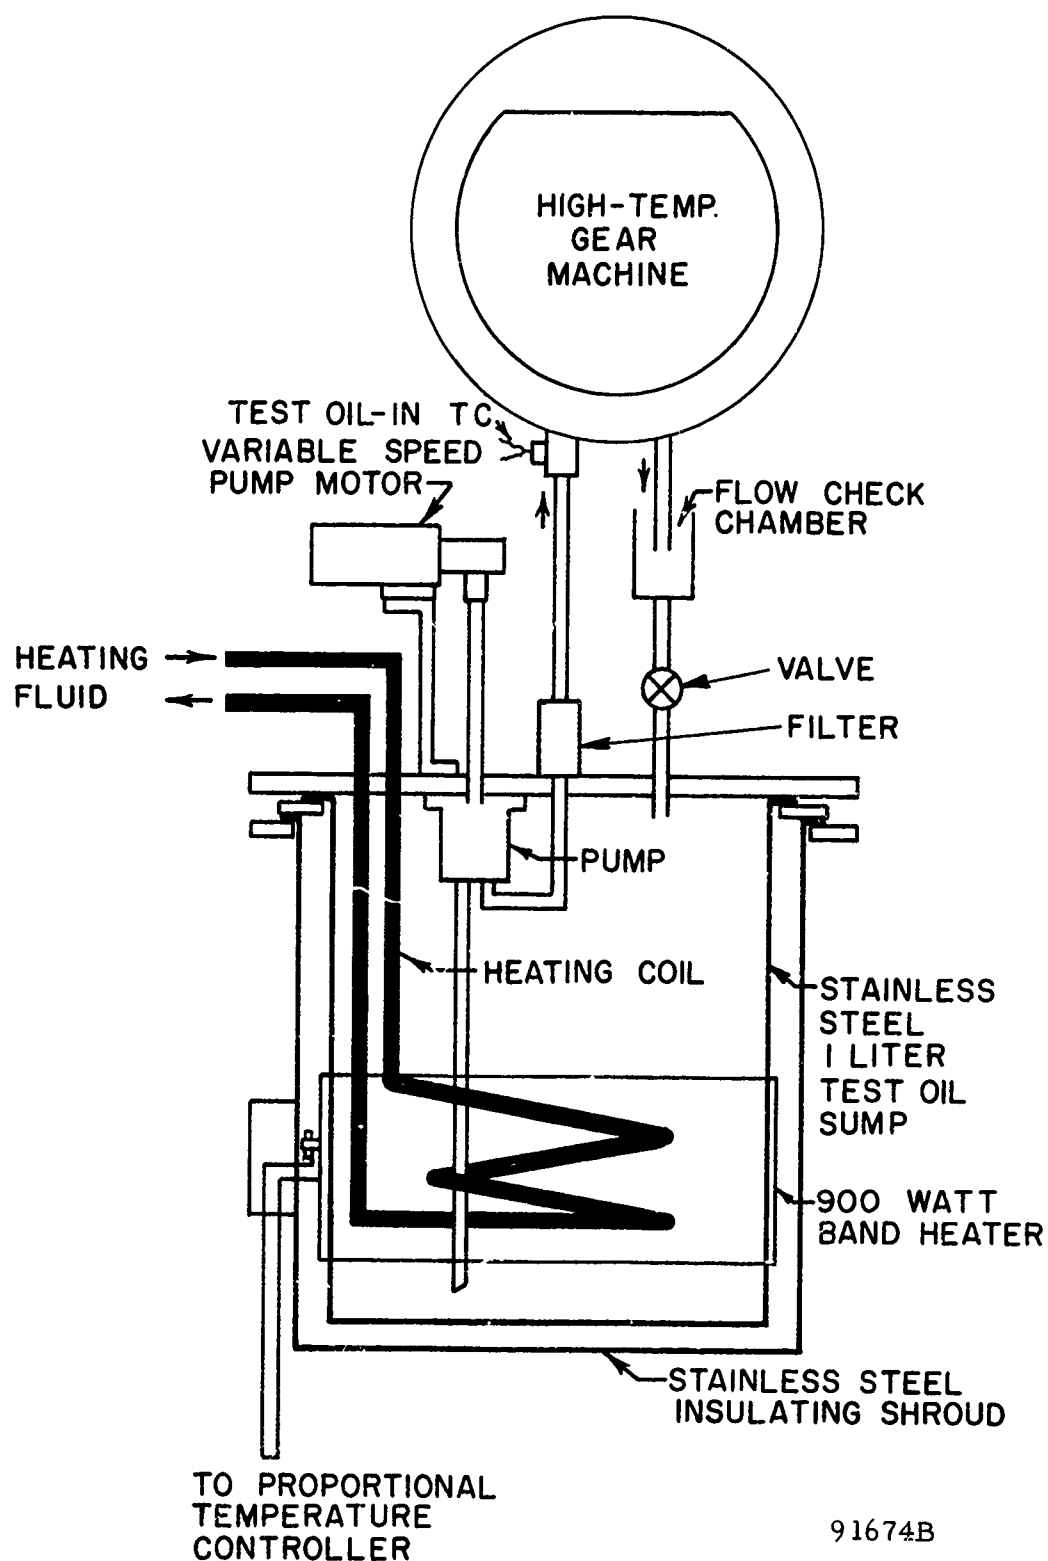 HIGH-TEMP.
GEAR
MACHINE
TEST OIL-IN TC
VARIABLE SPEED
PUMP MOTOR
FLOW CHECK
CHAMBER
HEATING
FLUID
VALVE
FILTER
PUMP
HEATING COIL
STAINLESS
STEEL
1 LITER
TEST OIL
SUMP
900 WATT
BAND HEATER
STAINLESS STEEL
INSULATING SHROUD
TO PROPORTIONAL
TEMPERATURE
CONTROLLER
91674B